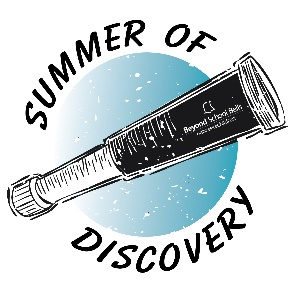 SUMMER OF
Beyond School Bells
DISCOVERY